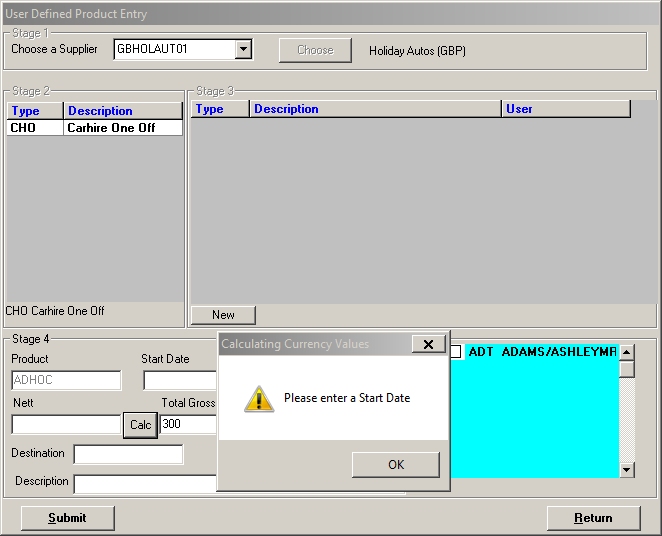 User Defined Product Entry
Stage 1
Choose a Supplier GBHOLAUT01 Choose Holiday Autos (GBP)
Stage 2
Type Description
CHO Carhire One Off
CHO Carhire One Off
Stage 3
Type Description User
New
Stage 4
Product Start Date
ADHOC
Nett Total Gross
Calc 300
Destination
Description
Calculating Currency Values
Please enter a Start Date
OK
ADT ADAMS/ASHLEYMR
Submit Return